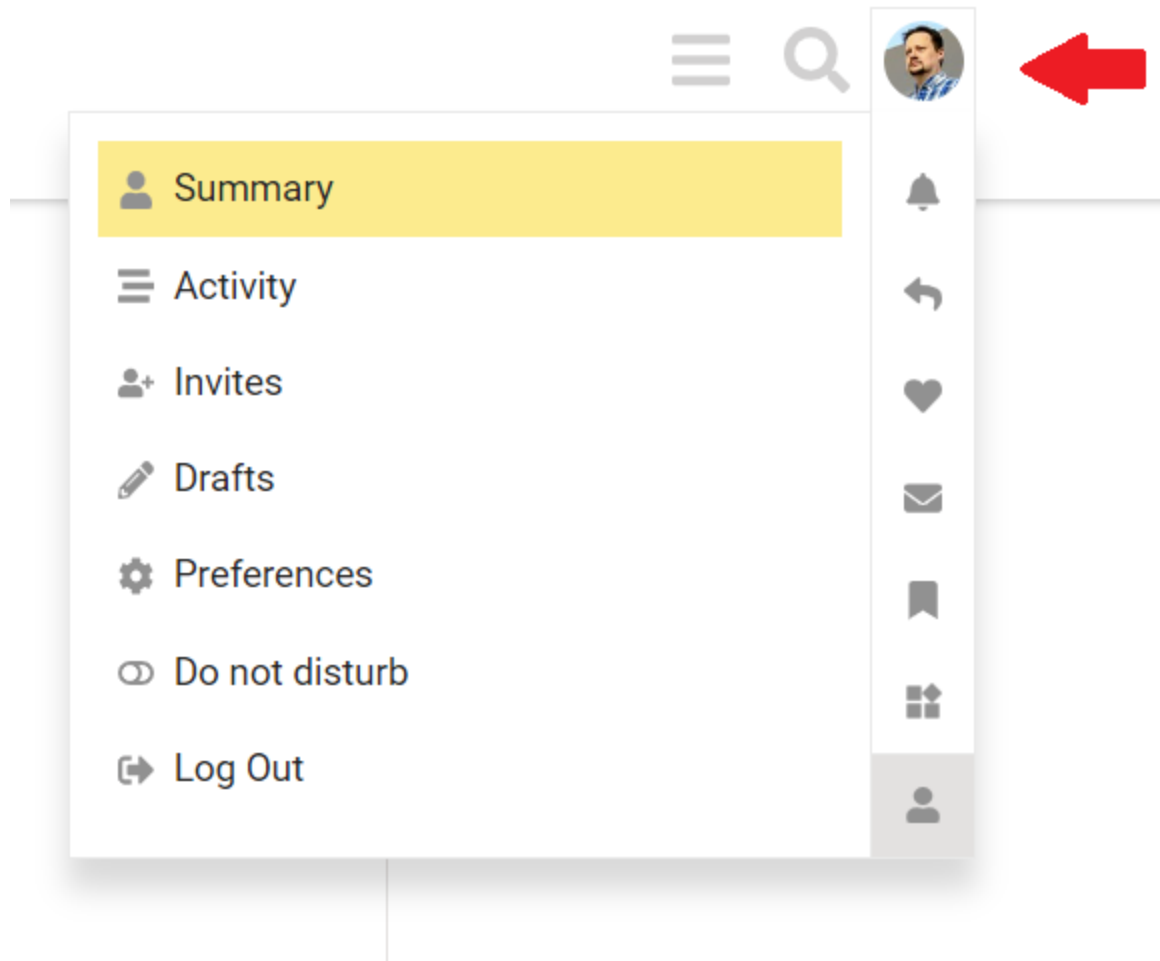 Summary
Activity
Invites
Drafts
Preferences
Do not disturb
Log Out